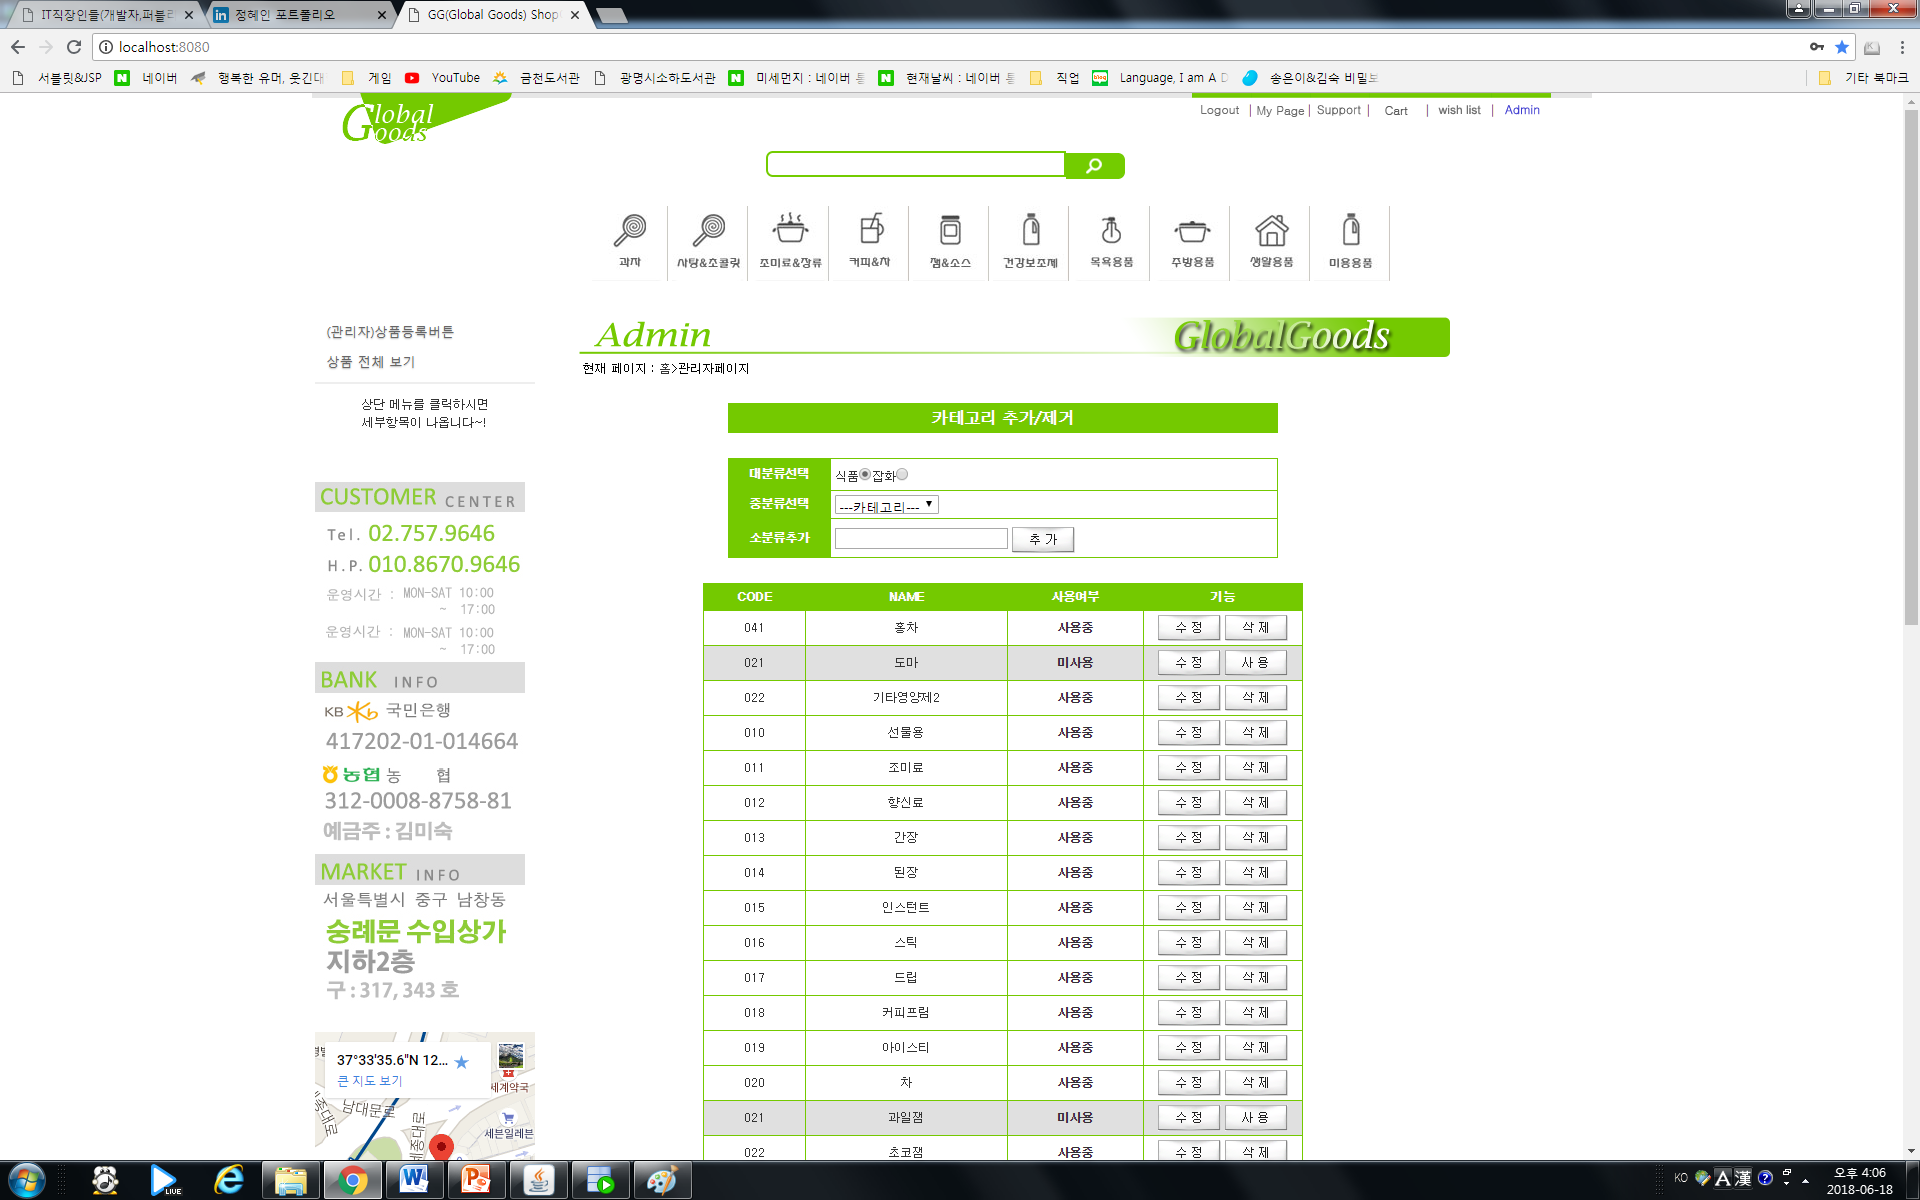 IT직장인들(개발자,퍼블리
정혜인 포트폴리오
GG(Global Goods) Shop
localhost:8080
서블릿&JSP
네이버
행복한 유머, 웃긴대
게임
YouTube
금천도서관
광명시소하도서관
미세먼지 : 네이버 통
현재날씨 : 네이버 통
직업
Language, I am A D
송은이&김숙 비밀보
기타 북마크
Global Goods
Logout | My Page | Support | Cart | wish list | Admin
과자
사탕&초콜릿
조미료&장류
커피&차
잼&소스
건강보조제
목욕용품
주방용품
생활용품
미용용품
(관리자)상품등록버튼
상품 전체 보기
상단 메뉴를 클릭하시면
세부항목이 나옵니다~!
CUSTOMER CENTER
Tel. 02.757.9646
H.P. 010.8670.9646
운영시간 : MON-SAT 10:00
~ 17:00
운영시간 : MON-SAT 10:00
~ 17:00
BANK INFO
KB 국민은행
417202-01-014664
농협 농 협
312-0008-8758-81
예금주 : 김미숙
MARKET INFO
서울특별시 중구 남창동
숭례문 수입상가
지하2층
구 : 317, 343 호
37°33'35.6"N 12...
큰 지도 보기
세계약국
남대문로
세종대로
세븐일레븐
Admin
GlobalGoods
현재 페이지 : 홈>관리자페이지
카테고리 추가/제거
대분류선택 식품 잡화
중분류선택 ---카테고리---
소분류추가 추 가
CODE NAME 사용여부 기능
041 홍차 사용중 수 정 삭 제
021 도마 미사용 수 정 사 용
022 기타영양제2 사용중 수 정 삭 제
010 선물용 사용중 수 정 삭 제
011 조미료 사용중 수 정 삭 제
012 향신료 사용중 수 정 삭 제
013 간장 사용중 수 정 삭 제
014 된장 사용중 수 정 삭 제
015 인스턴트 사용중 수 정 삭 제
016 스틱 사용중 수 정 삭 제
017 드립 사용중 수 정 삭 제
018 커피프림 사용중 수 정 삭 제
019 아이스티 사용중 수 정 삭 제
020 차 사용중 수 정 삭 제
021 과일잼 미사용 수 정 사 용
022 초코잼 사용중 수 정 삭 제
LIVE
KO
A 漢
오후 4:06
2018-06-18